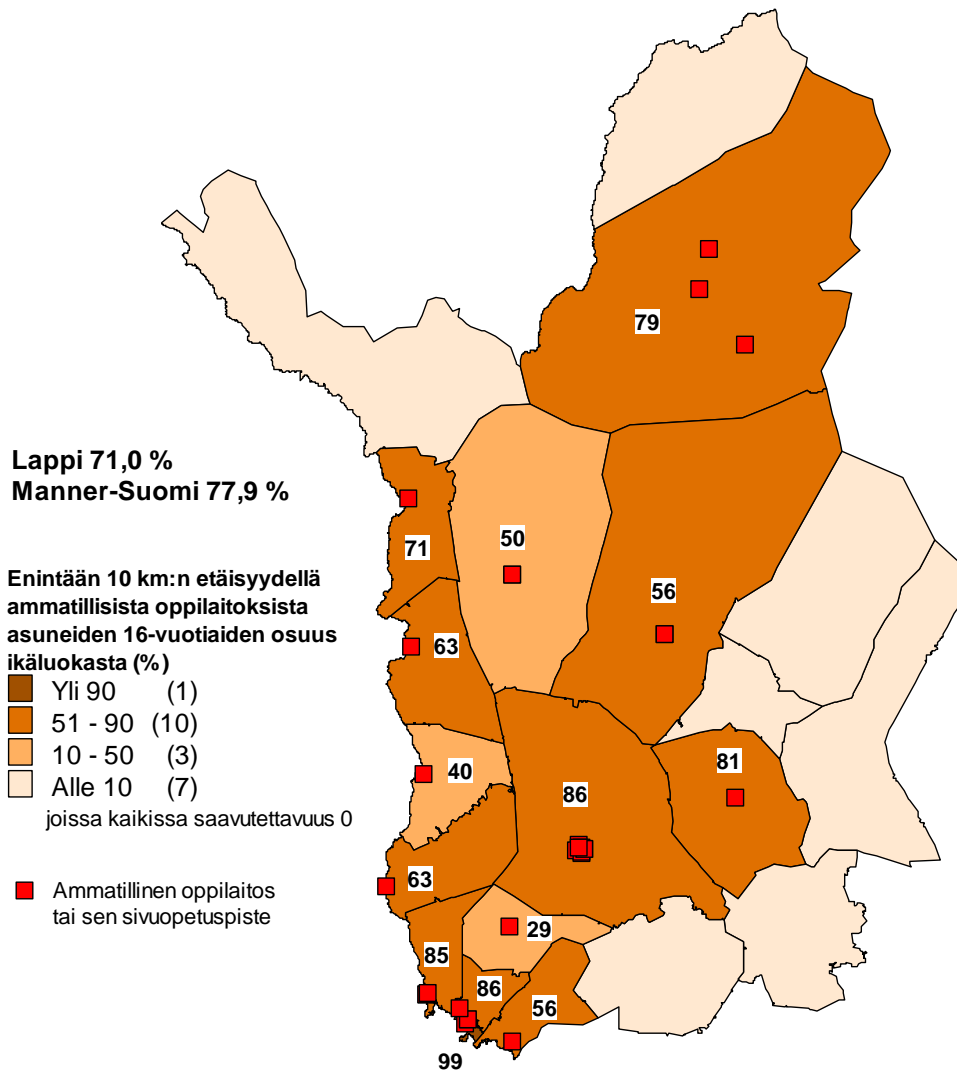 79
Lappi 71,0 %
Manner-Suomi 77,9 %
50
71
Enintään 10 km:n etäisyydellä
ammatillisista oppilaitoksista
asuneiden 16-vuotiaiden osuus
ikäluokasta (%)
Yli 90 (1)
51 - 90 (10)
10 - 50 (3)
Alle 10 (7)
joissa kaikissa saavutettavuus 0
Ammatillinen oppilaitos
tai sen sivuopetuspiste
56
63
40
81
86
63
29
85
86
56
99